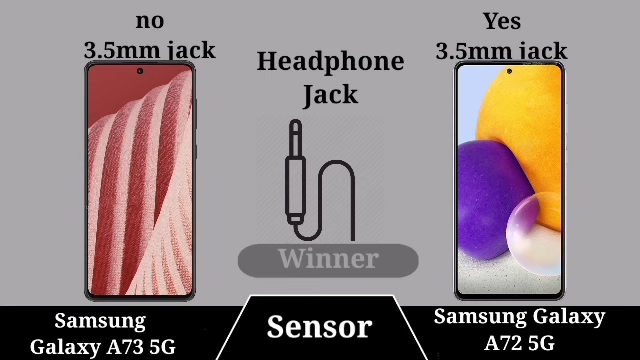 no
3.5mm jack
Headphone
Jack
Winner
Yes
3.5mm jack
Samsung
Galaxy A73 5G
Sensor
Samsung Galaxy
A72 5G